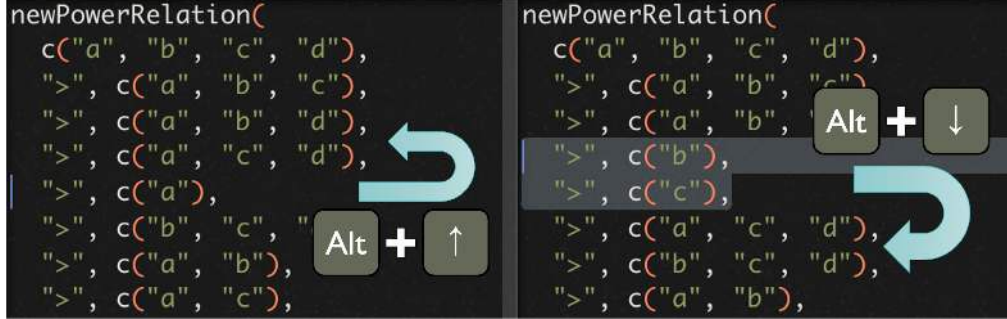 newPowerRelation(
c("a", "b", "c", "d"),
">", c("a", "b", "c"),
">", c("a", "b", "d"),
">", c("a", "c", "d"),
">", c("a"),
">", c("b", "c", "
">", c("a", "b"),
">", c("a", "c"),
Alt + ↑
newPowerRelation(
c("a", "b", "c", "d"),
">", c("a", "b", "c")
">", c("a", "b",
">", c("b"),
">", c("c"),
">", c("a", "c", "d"),
">", c("b", "c", "d"),
">", c("a", "b"),
Alt + ↓